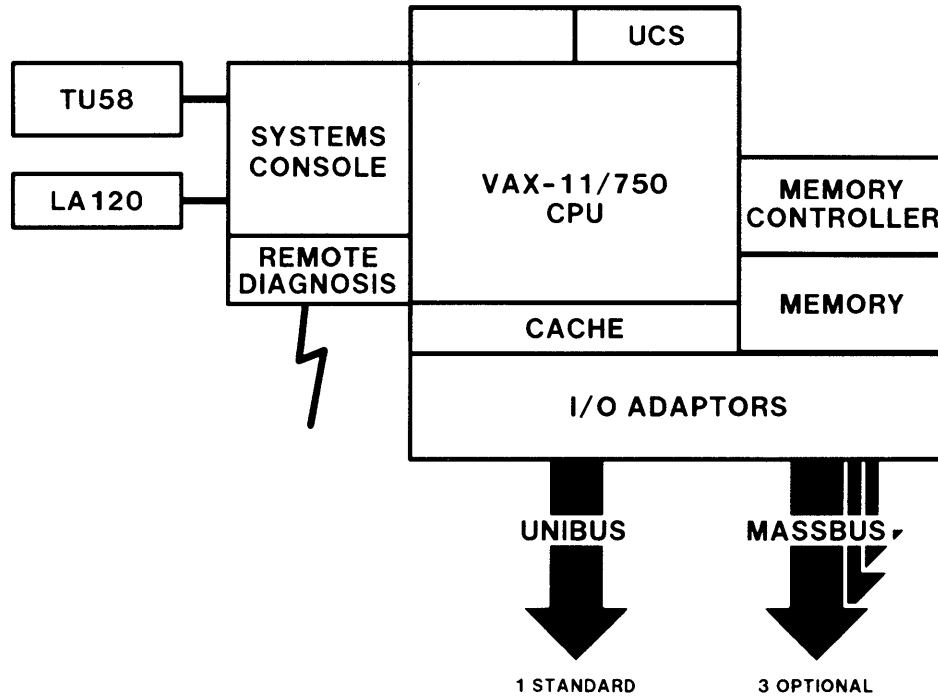 UCS
TU58
SYSTEMS
CONSOLE
LA120
VAX-11/750
CPU
MEMORY
CONTROLLER
REMOTE
DIAGNOSIS
MEMORY
CACHE
I/O ADAPTORS
UNIBUS
MASSBUS
1 STANDARD
3 OPTIONAL